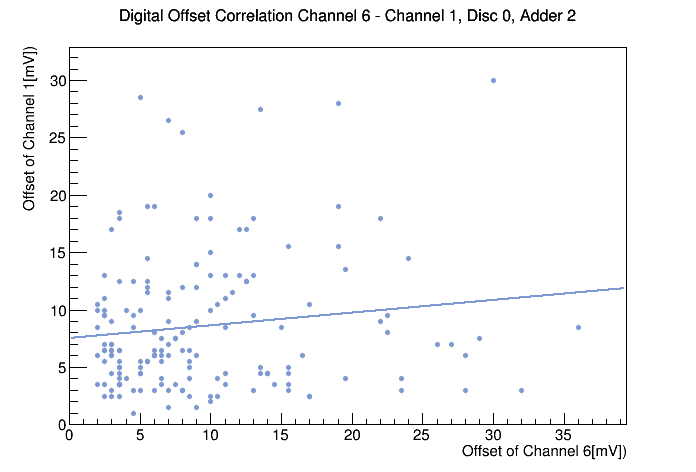 Digital Offset Correlation Channel 6 - Channel 1, Disc 0, Adder 2
Offset of Channel 1[mV])
30
25
20
15
10
5
0
0 5 10 15 20 25 30 35
Offset of Channel 6[mV])